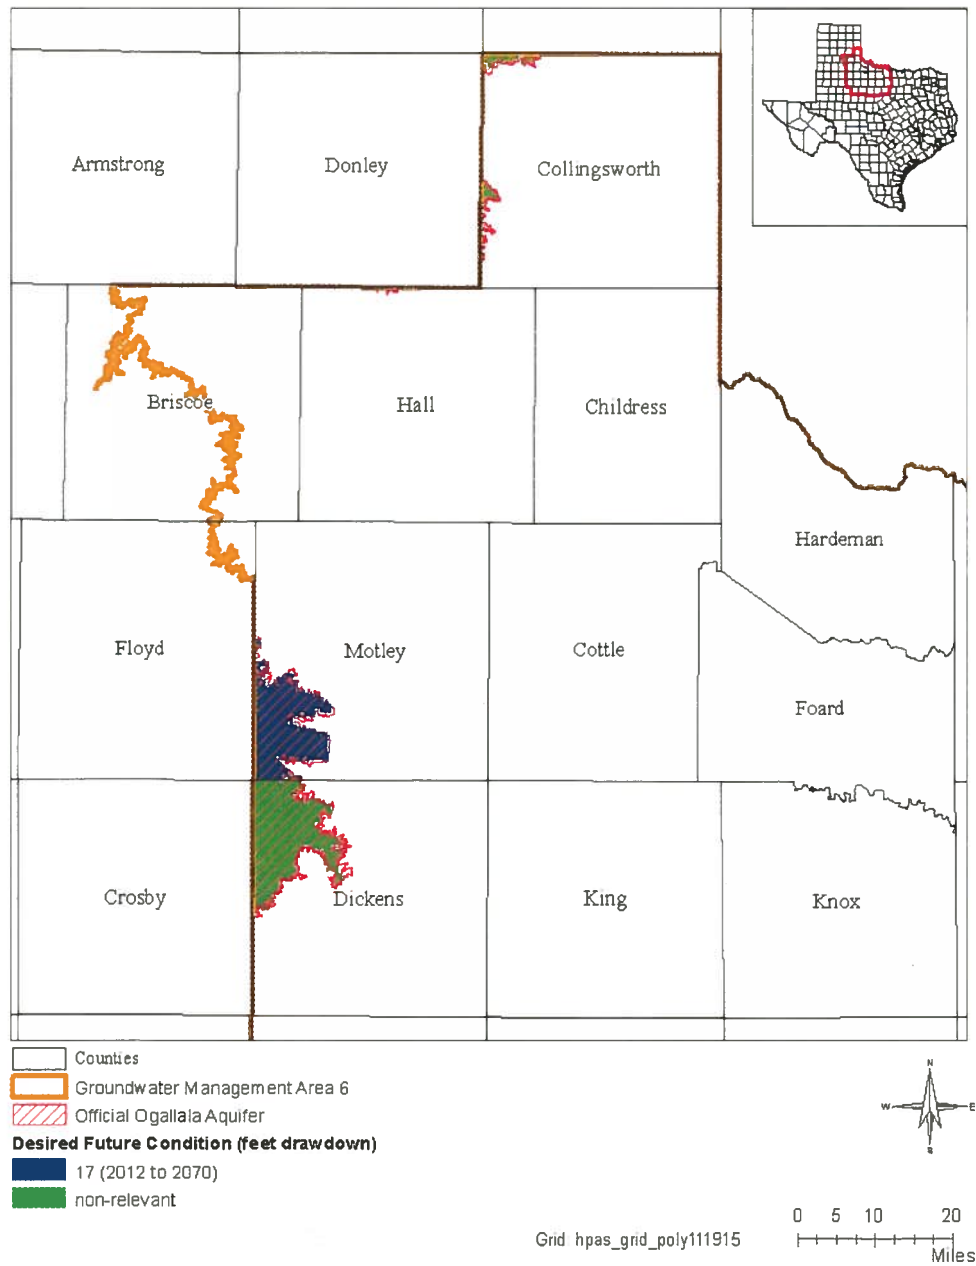 Armstrong
Donley
Collingsworth
Briscoe
Hall
Childress
Hardeman
Floyd
Motley
Cottle
Foard
Crosby
Dickens
King
Knox
Counties
Groundwater Management Area 6
Official Ogallala Aquifer
Desired Future Condition (feet drawdown)
17 (2012 to 2070)
non-relevant
N
W
E
S
Grid: hpas_grid_poly111915
0 5 10 20
Miles